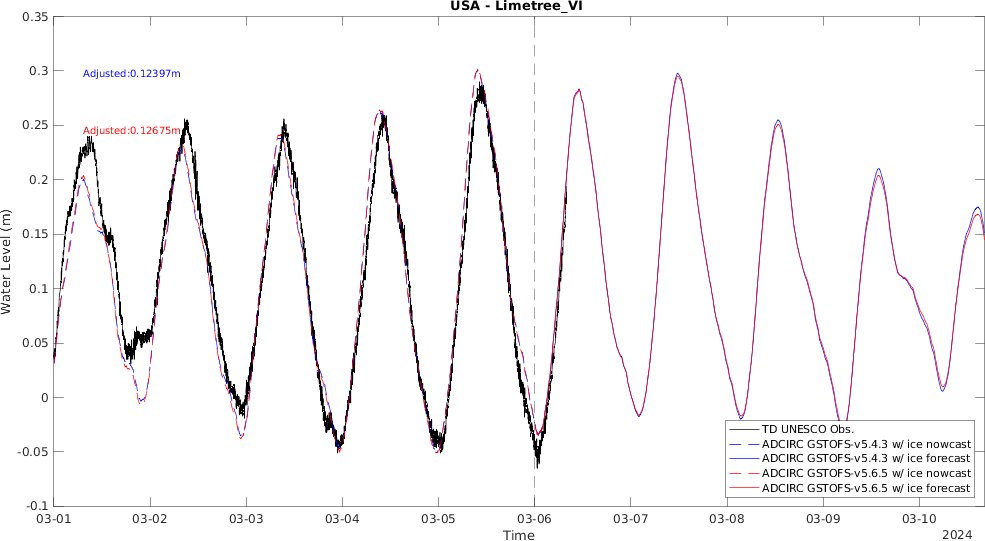 USA - Limetree_VI
0.35
0.3
0.25
0.2
0.15
0.1
0.05
0
-0.05
-0.1
Water Level (m)
Adjusted:0.12397m
Adjusted:0.12675m
TD UNESCO Obs.
ADCIRC GSTOFS-v5.4.3 w/ ice nowcast
ADCIRC GSTOFS-v5.4.3 w/ ice forecast
ADCIRC GSTOFS-v5.6.5 w/ ice nowcast
ADCIRC GSTOFS-v5.6.5 w/ ice forecast
03-01 03-02 03-03 03-04 03-05 03-06 03-07 03-08 03-09 03-10
Time
2024